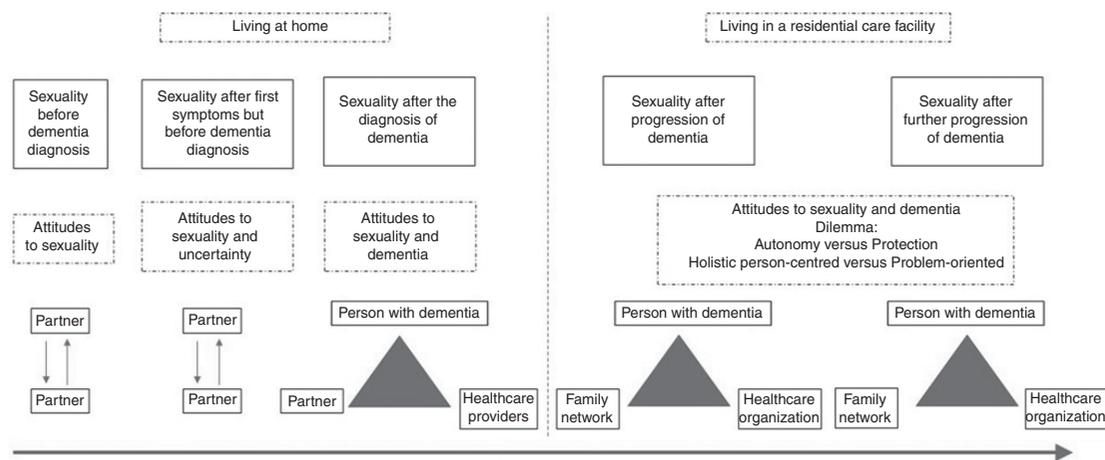 Living at home
Living in a residential care facility
Sexuality
before
dementia
diagnosis
Sexuality after first
symptoms but
before dementia
diagnosis
Sexuality after the
diagnosis of
dementia
Sexuality after
progression of
dementia
Sexuality after
further progression
of dementia
Attitudes
to sexuality
Attitudes to
sexuality and
uncertainty
Attitudes to
sexuality and
dementia
Attitudes to sexuality and dementia
Dilemma:
Autonomy versus Protection
Holistic person-centred versus Problem-oriented
Partner
Partner
Partner
Partner
Person with dementia
Partner
Healthcare
providers
Person with dementia
Family
network
Healthcare
organization
Person with dementia
Family
network
Healthcare
organization